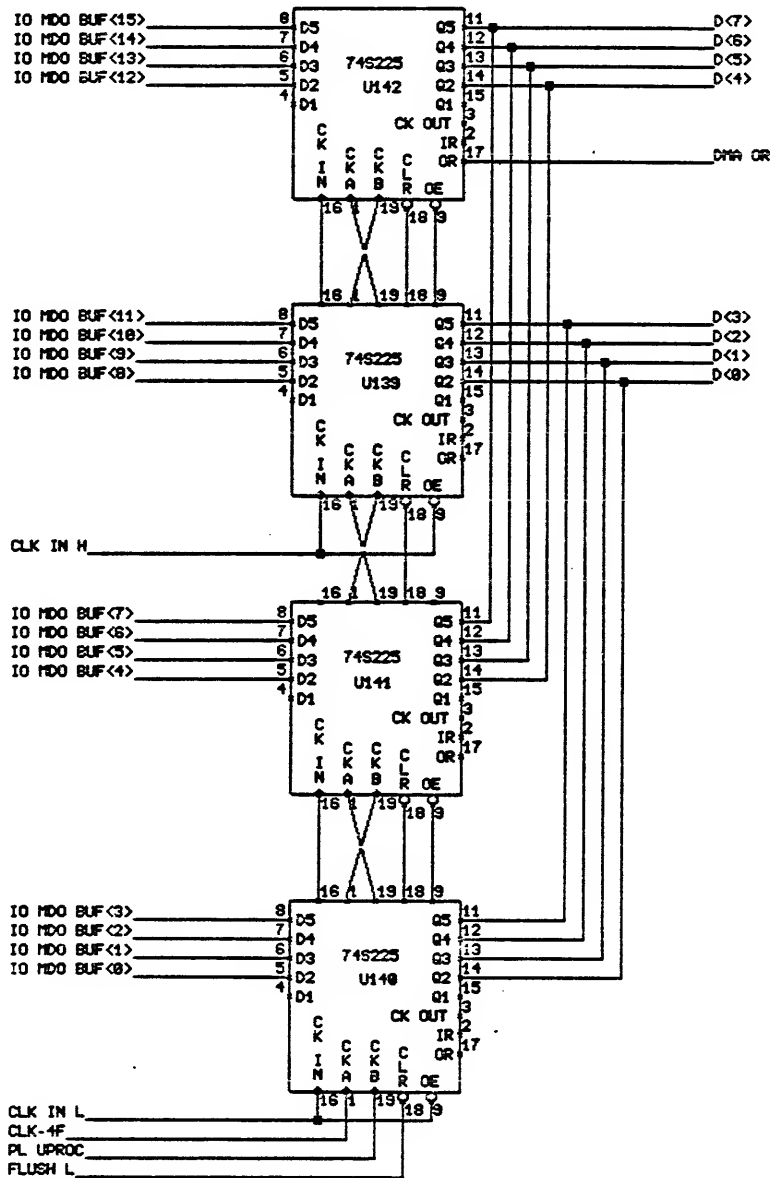 IO MDO BUF<15> 8 D5 Q5 11 D<7>
IO MDO BUF<14> 7 D4 Q4 12 D<6>
IO MDO BUF<13> 6 D3 74S225 Q3 13 D<5>
IO MDO BUF<12> 5 D2 U142 Q2 14 D<4>
4 D1 Q1 15
CK OUT 3
IR 2
OR 17 DMA OR
CK IN CKA CKB CLR OE
16 1 19 18 9
16 1 19 18 9
IO MDO BUF<11> 8 D5 Q5 11 D<3>
IO MDO BUF<10> 7 D4 Q4 12 D<2>
IO MDO BUF<9> 6 D3 74S225 Q3 13 D<1>
IO MDO BUF<8> 5 D2 U139 Q2 14 D<0>
4 D1 Q1 15
CK OUT 3
IR 2
OR 17
CK IN CKA CKB CLR OE
16 1 19 18 9
CLK IN H
16 1 19 18 9
IO MDO BUF<7> 8 D5 Q5 11
IO MDO BUF<6> 7 D4 Q4 12
IO MDO BUF<5> 6 D3 74S225 Q3 13
IO MDO BUF<4> 5 D2 U141 Q2 14
4 D1 Q1 15
CK OUT 3
IR 2
OR 17
CK IN CKA CKB CLR OE
16 1 19 18 9
16 1 19 18 9
IO MDO BUF<3> 8 D5 Q5 11
IO MDO BUF<2> 7 D4 Q4 12
IO MDO BUF<1> 6 D3 74S225 Q3 13
IO MDO BUF<0> 5 D2 U140 Q2 14
4 D1 Q1 15
CK OUT 3
IR 2
OR 17
CK IN CKA CKB CLR OE
16 1 19 18 9
CLK IN L
CLK-4F
PL UPROC
FLUSH L